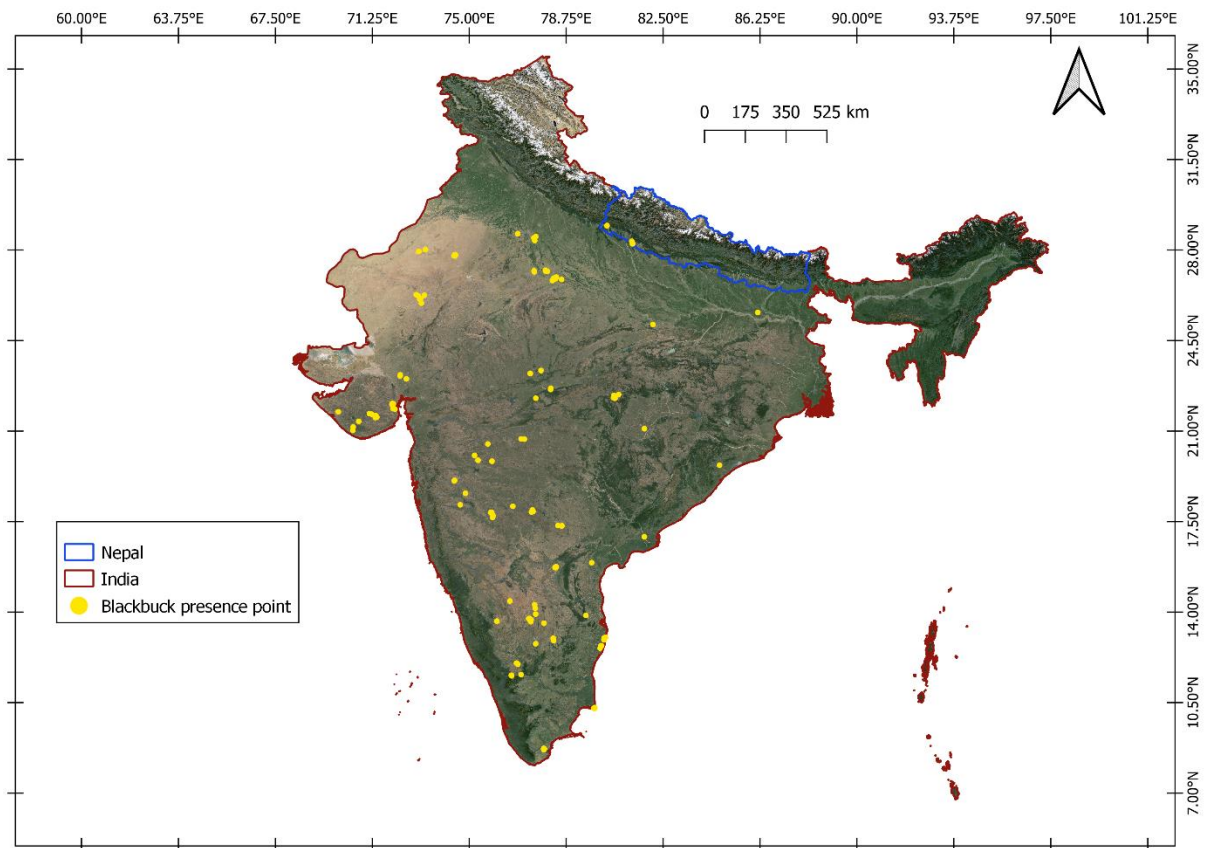 60.00°E 63.75°E 67.50°E 71.25°E 75.00°E 78.75°E 82.50°E 86.25°E 90.00°E 93.75°E 97.50°E 101.25°E
0 175 350 525 km
35.00°N
31.50°N
28.00°N
24.50°N
21.00°N
17.50°N
14.00°N
10.50°N
7.00°N
Nepal
India
Blackbuck presence point